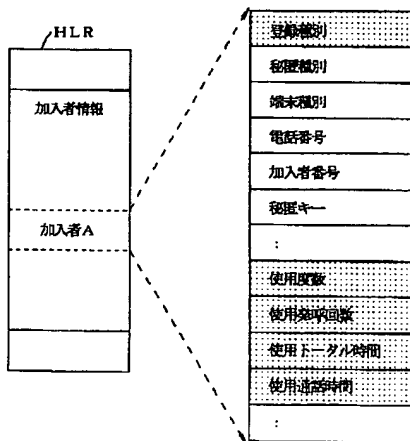 HLR
加入者情報
加入者A
登録種別
秘匿種別
端末種別
電話番号
加入者番号
秘匿キー
:
使用度数
使用発呼回数
使用トータル時間
使用通話時間
: